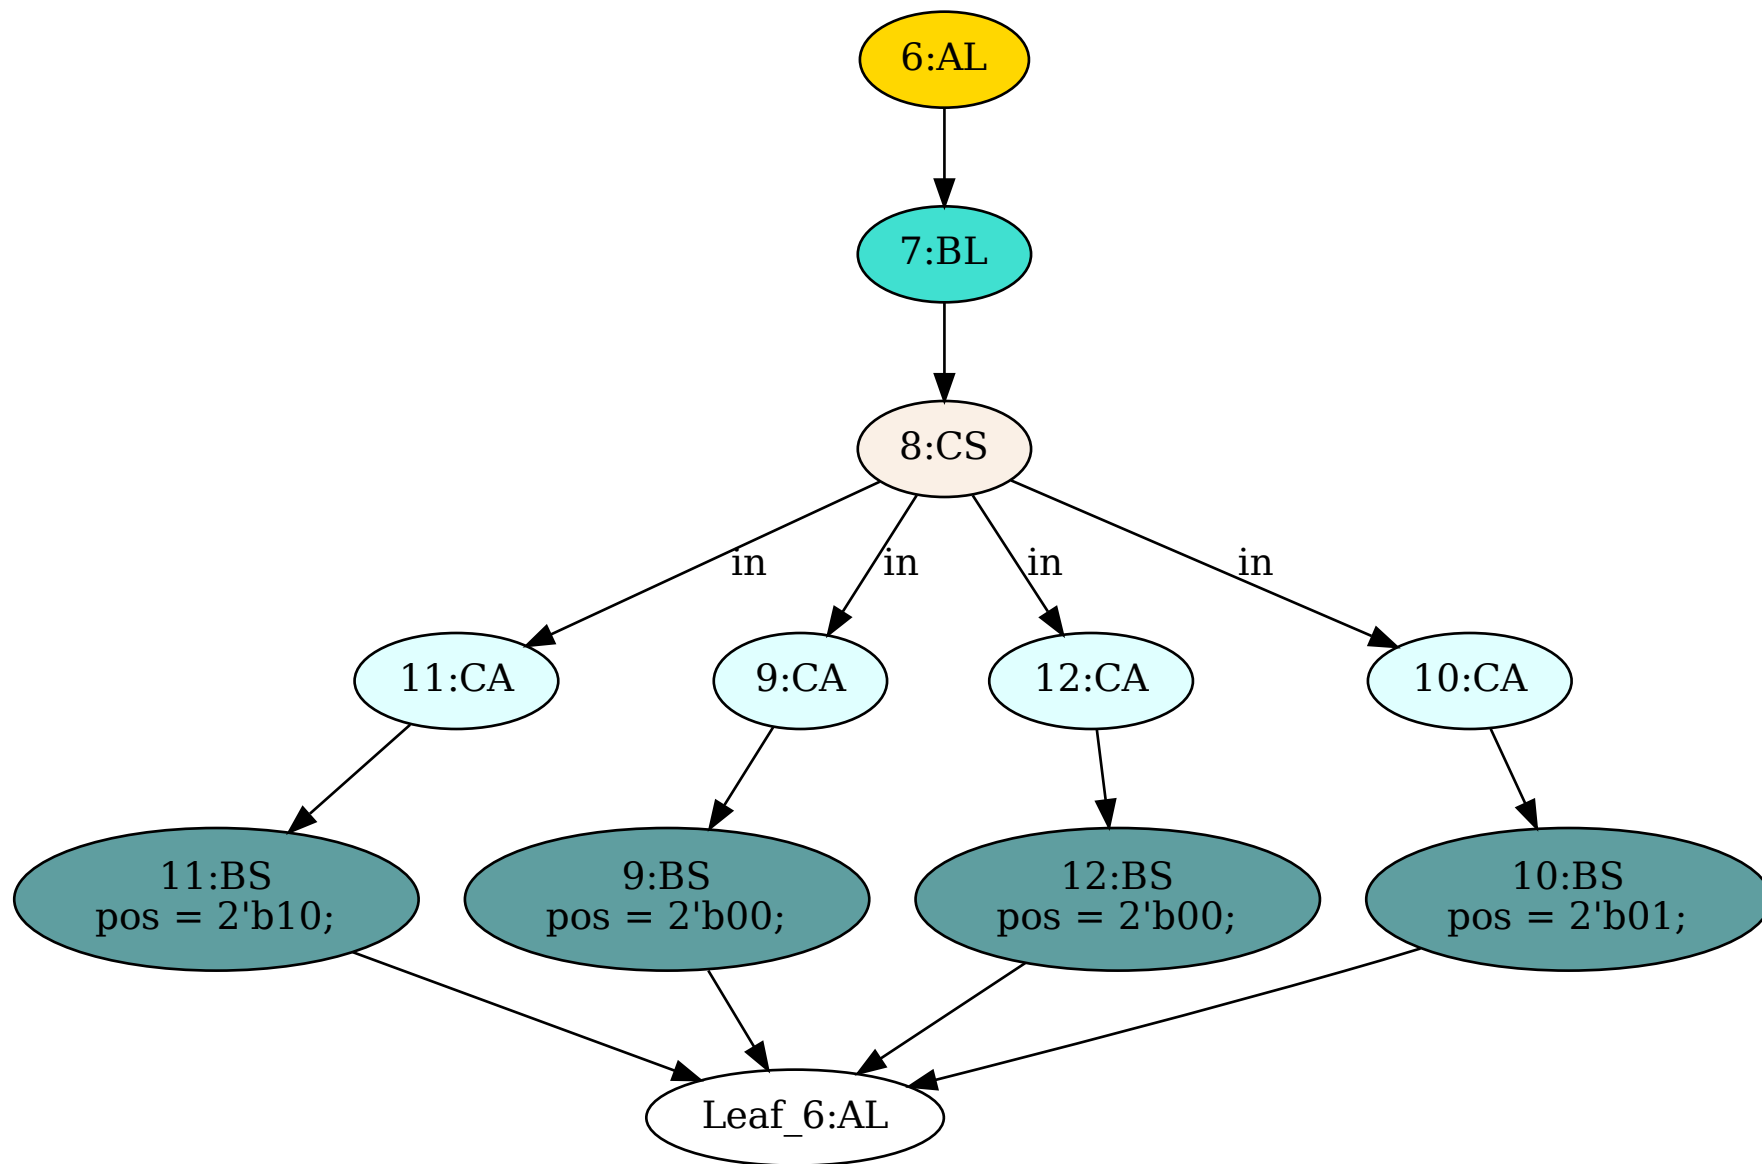 6:AL
7:BL
8:CS
in
in
in
in
11:CA
9:CA
12:CA
10:CA
11:BS
pos = 2'b10;
9:BS
pos = 2'b00;
12:BS
pos = 2'b00;
10:BS
pos = 2'b01;
Leaf_6:AL